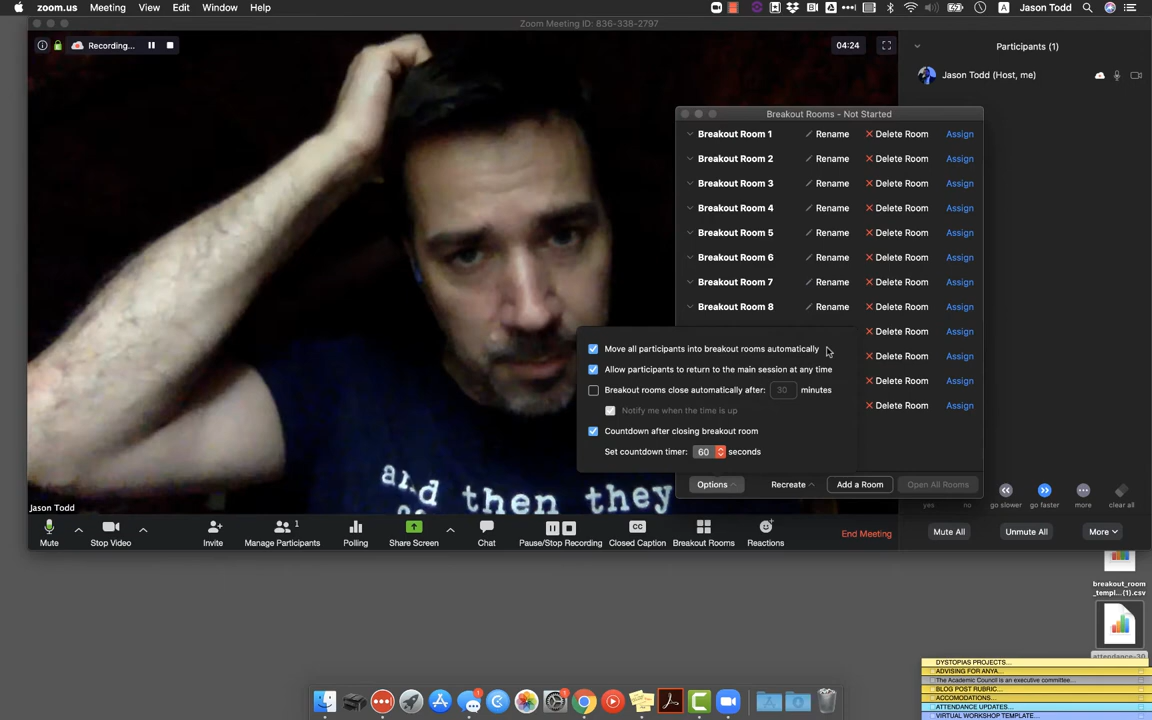 zoom.us Meeting View Edit Window Help
Jason Todd
Zoom Meeting ID: 836-338-2797
Recording...
04:24
Participants (1)
Jason Todd (Host, me)
Breakout Rooms - Not Started
Breakout Room 1 Rename Delete Room Assign
Breakout Room 2 Rename Delete Room Assign
Breakout Room 3 Rename Delete Room Assign
Breakout Room 4 Rename Delete Room Assign
Breakout Room 5 Rename Delete Room Assign
Breakout Room 6 Rename Delete Room Assign
Breakout Room 7 Rename Delete Room Assign
Breakout Room 8 Rename Delete Room Assign
Delete Room Assign
Delete Room Assign
Delete Room Assign
Delete Room Assign
Move all participants into breakout rooms automatically
Allow participants to return to the main session at any time
Breakout rooms close automatically after: 30 minutes
Notify me when the time is up
Countdown after closing breakout room
Set countdown timer: 60 seconds
Options Recreate Add a Room Open All Rooms
and then they
Jason Todd
yes no go slower go faster more clear all
Mute Stop Video Invite Manage Participants 1 Polling Share Screen Chat Pause/Stop Recording Closed Caption Breakout Rooms Reactions
End Meeting
Mute All Unmute All More
breakout_room
_templ...(1).csv
attendance-30
DYSTOPIAS PROJECTS...
ADVISING FOR ANYA...
The Academic Council is an executive committee...
BLOG POST RUBRIC...
ACCOMODATIONS...
ATTENDANCE UPDATES...
VIRTUAL WORKSHOP TEMPLATE...